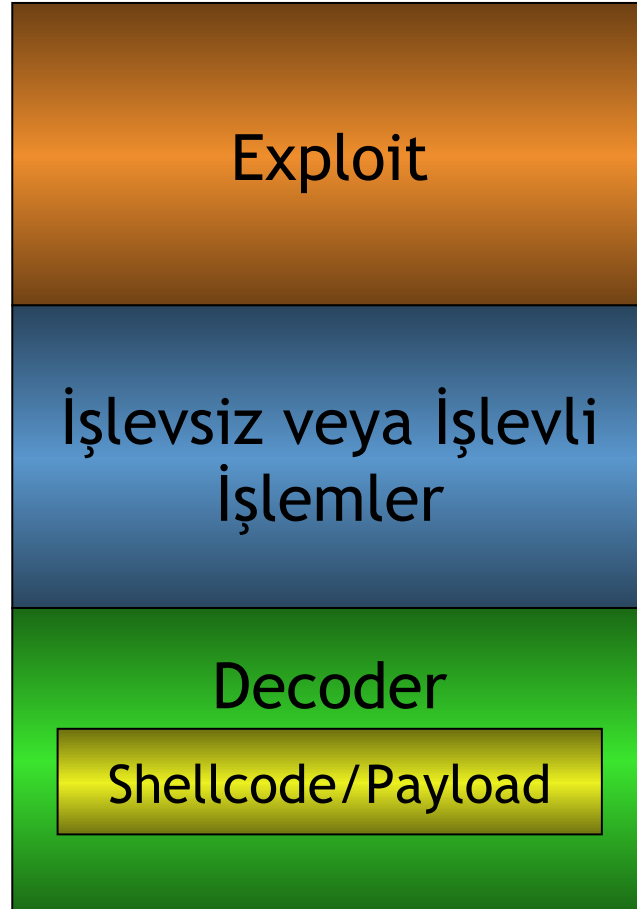 Exploit
İşlevsiz veya İşlevli
İşlemler
Decoder
Shellcode/Payload